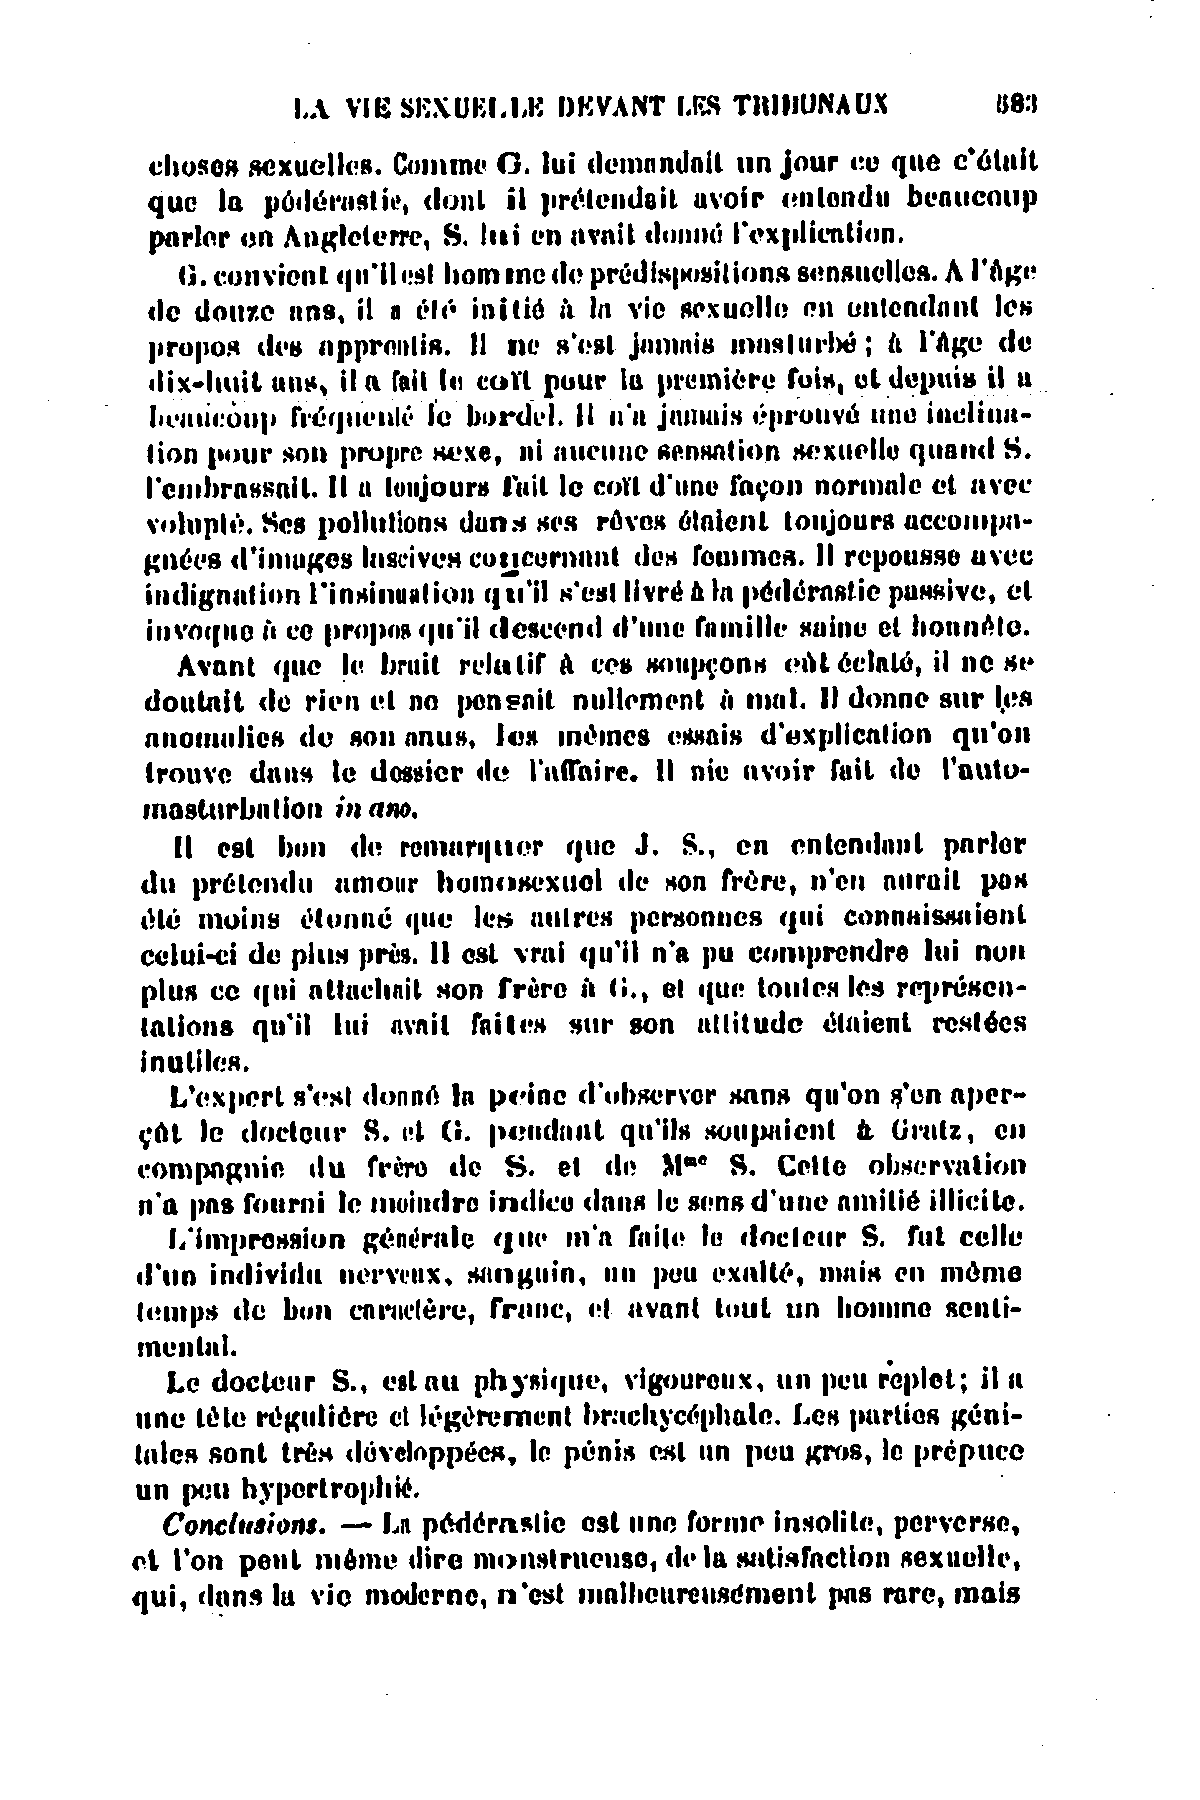 LA VIE SEXUELLE DEVANT LES TRIBUNAUX 583
choses sexuelles. Comme G. lui demandait un jour ce que c'était
que la pédérastie, dont il prétendait avoir entendu beaucoup
parler en Angleterre, S. lui en avait donné l'explication.
G. convient qu'il est homme de prédispositions sensuelles. A l'âge
de douze ans, il a été initié à la vie sexuelle en entendant les
propos des apprentis. Il ne s'est jamais masturbé; à l'âge de
dix-huit ans, il a fait le coït pour la première fois, et depuis il a
beaucoup fréquenté le bordel. Il n'a jamais éprouvé une inclina-
tion pour son propre sexe, ni aucune sensation sexuelle quand S.
l'embrassait. Il a toujours fait le coït d'une façon normale et avec
volupté. Ses pollutions dans ses rêves étaient toujours accompa-
gnées d'images lascives concernant des femmes. Il repousse avec
indignation l'insinuation qu'il s'est livré à la pédérastie passive, et
invoque à ce propos qu'il descend d'une famille saine et honnête.
Avant que le bruit relatif à ces soupçons eût éclaté, il ne se
doutait de rien et ne pensait nullement à mal. Il donne sur les
anomalies de son anus, les mêmes essais d'explication qu'on
trouve dans le dossier de l'affaire. Il nie avoir fait de l'auto-
masturbation in ano.
Il est bon de remarquer que J. S., en entendant parler
du prétendu amour homosexuel de son frère, n'en aurait pas
été moins étonné que les autres personnes qui connaissaient
celui-ci de plus près. Il est vrai qu'il n'a pu comprendre lui non
plus ce qui attachait son frère à G., et que toutes les représen-
tations qu'il lui avait faites sur son attitude étaient restées
inutiles.
L'expert s'est donné la peine d'observer sans qu'on s'en aper-
çût le docteur S. et G. pendant qu'ils soupaient à Gratz, en
compagnie du frère de S. et de Mme S. Cette observation
n'a pas fourni le moindre indice dans le sens d'une amitié illicite.
L'impression générale que m'a faite le docteur S. fut celle
d'un individu nerveux, sanguin, un peu exalté, mais en même
temps de bon caractère, franc, et avant tout un homme senti-
mental.
Le docteur S., est au physique, vigoureux, un peu replet; il a
une tête régulière et légèrement brachycéphale. Les parties géni-
tales sont très développées, le pénis est un peu gros, le prépuce
un peu hypertrophié.
Conclusions. — La pédérastie est une forme insolite, perverse,
et l'on peut même dire monstrueuse, de la satisfaction sexuelle,
qui, dans la vie moderne, n'est malheureusément pas rare, mais